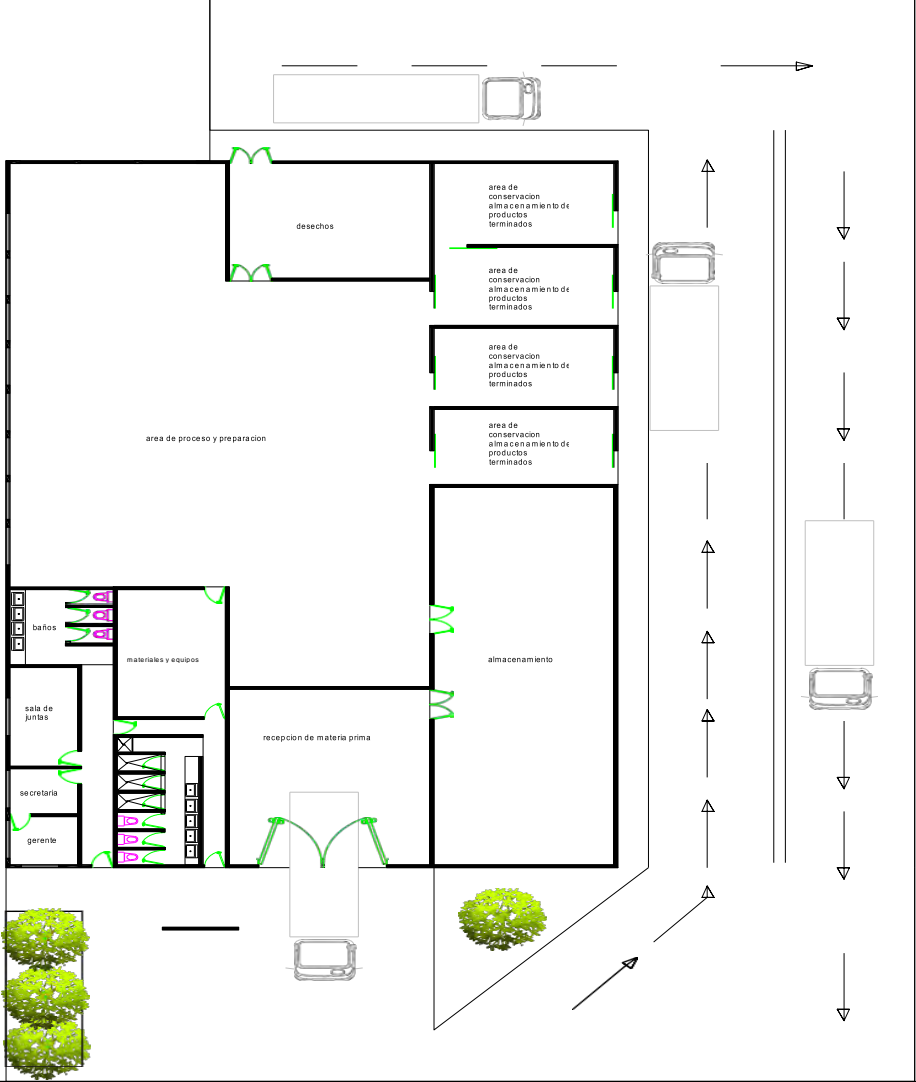 desechos
area de
conservacion
almacenamiento de
productos
terminados
area de
conservacion
almacenamiento de
productos
terminados
area de
conservacion
almacenamiento de
productos
terminados
area de
conservacion
almacenamiento de
productos
terminados
area de proceso y preparacion
baños
materiales y equipos
almacenamiento
sala de
juntas
recepcion de materia prima
secretaria
gerente